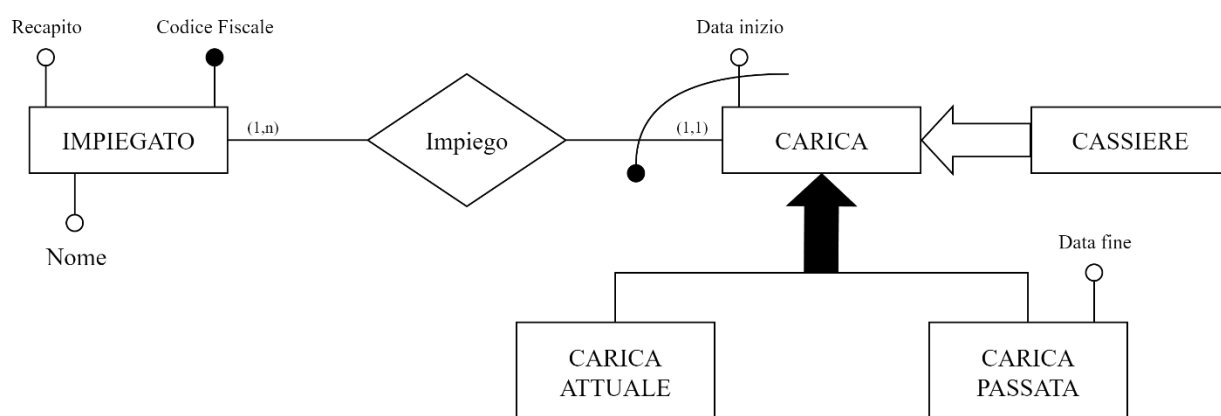 Recapito
Codice Fiscale
Data inizio
IMPIEGATO
(1,n)
Impiego
(1,1)
CARICA
CASSIERE
Nome
Data fine
CARICA
ATTUALE
CARICA
PASSATA